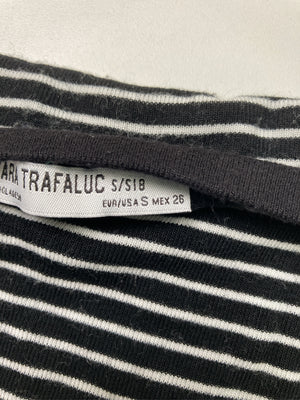 ARA TRAFALUC S/S18
EUR/USA S MEX 26